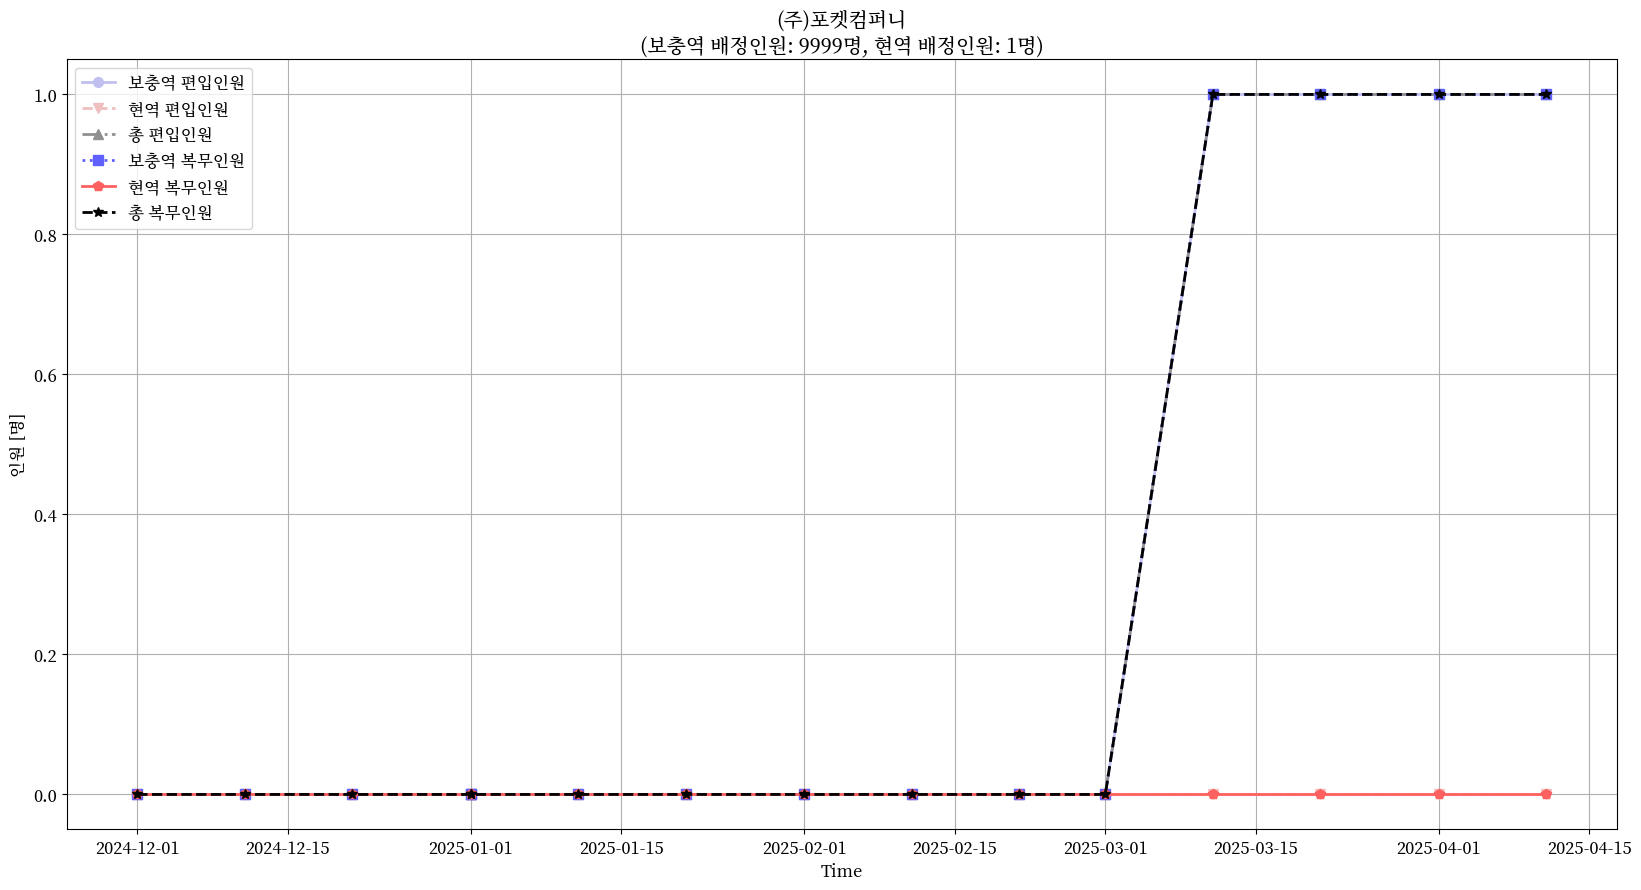 (주)포켓컴퍼니
(보충역 배정인원: 9999명, 현역 배정인원: 1명)
보충역 편입인원
현역 편입인원
총 편입인원
보충역 복무인원
현역 복무인원
총 복무인원
1.0
0.8
0.6
0.4
0.2
0.0
인원 [명]
2024-12-01 2024-12-15 2025-01-01 2025-01-15 2025-02-01 2025-02-15 2025-03-01 2025-03-15 2025-04-01 2025-04-15
Time